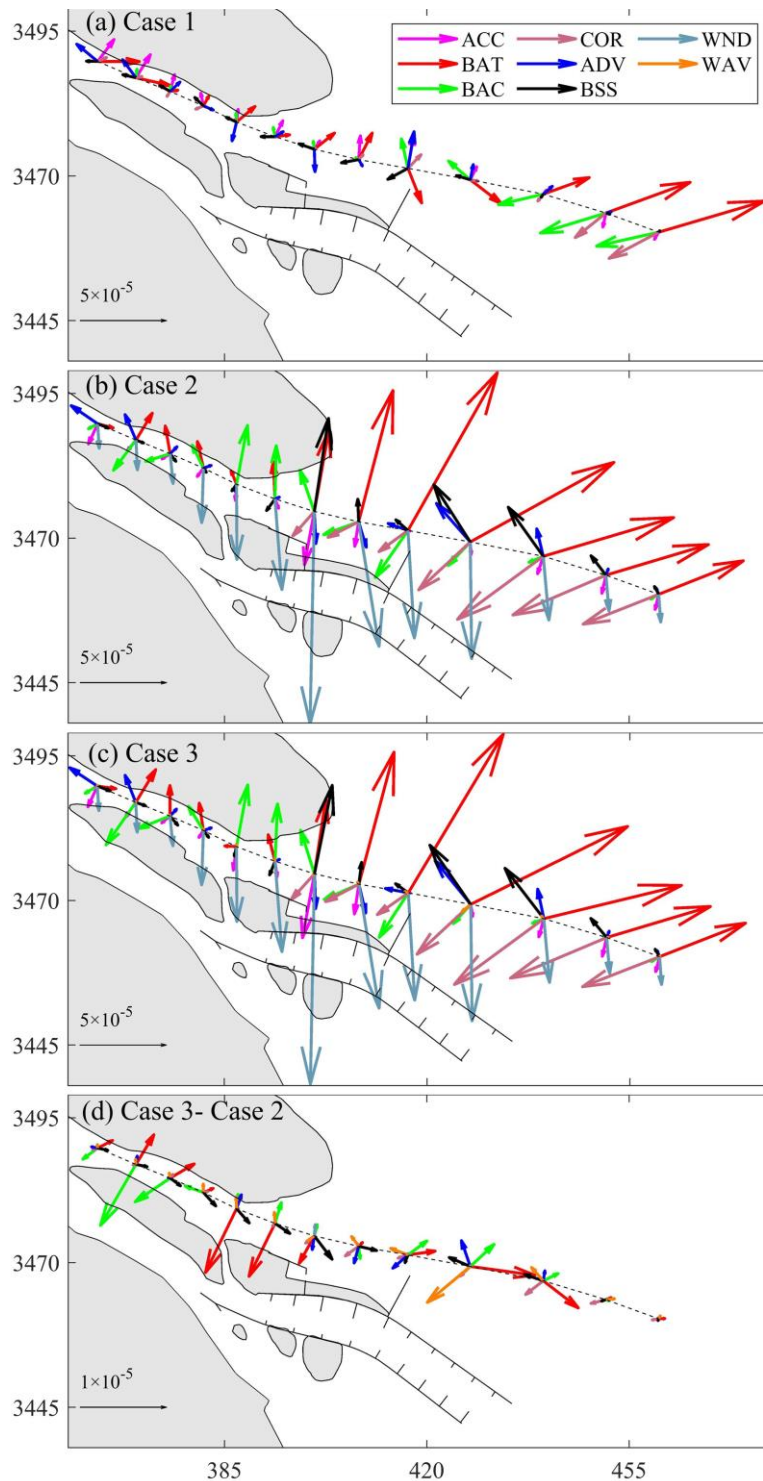 (a) Case 1
ACC COR WND
BAT ADV WAV
BAC BSS
3495
3470
3445
5×10⁻⁵
(b) Case 2
3495
3470
3445
5×10⁻⁵
(c) Case 3
3495
3470
3445
5×10⁻⁵
(d) Case 3- Case 2
3495
3470
3445
1×10⁻⁵
385 420 455